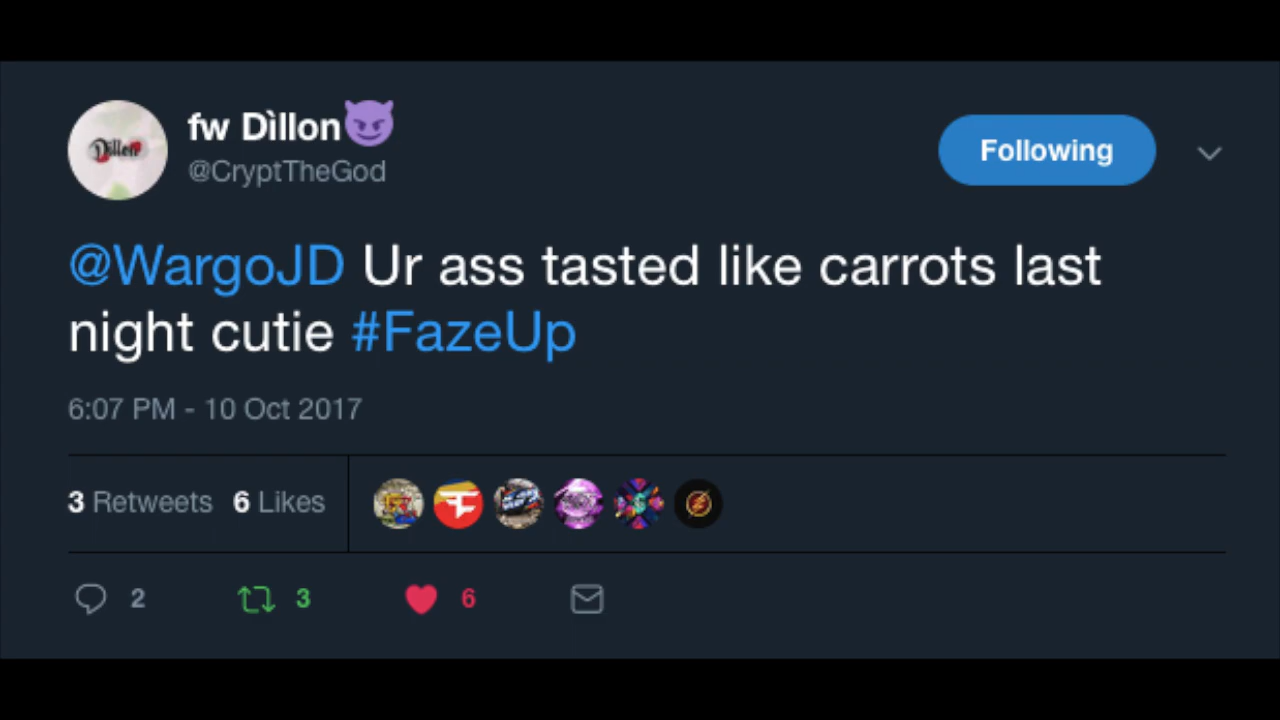 fw Dìllon😈
@CryptTheGod
Following
@WargoJD Ur ass tasted like carrots last
night cutie #FazeUp
6:07 PM - 10 Oct 2017
3 Retweets 6 Likes
2 3 6